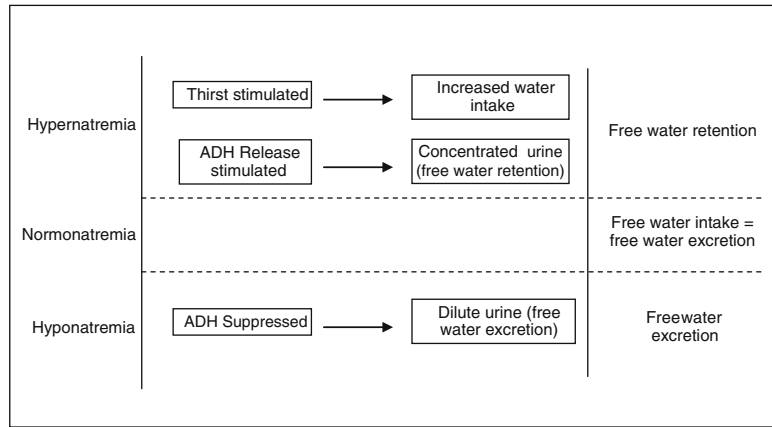 Hypernatremia
Thirst stimulated
Increased water
intake
ADH Release
stimulated
Concentrated urine
(free water retention)
Free water retention
Normonatremia
Free water intake =
free water excretion
Hyponatremia
ADH Suppressed
Dilute urine (free
water excretion)
Freewater
excretion